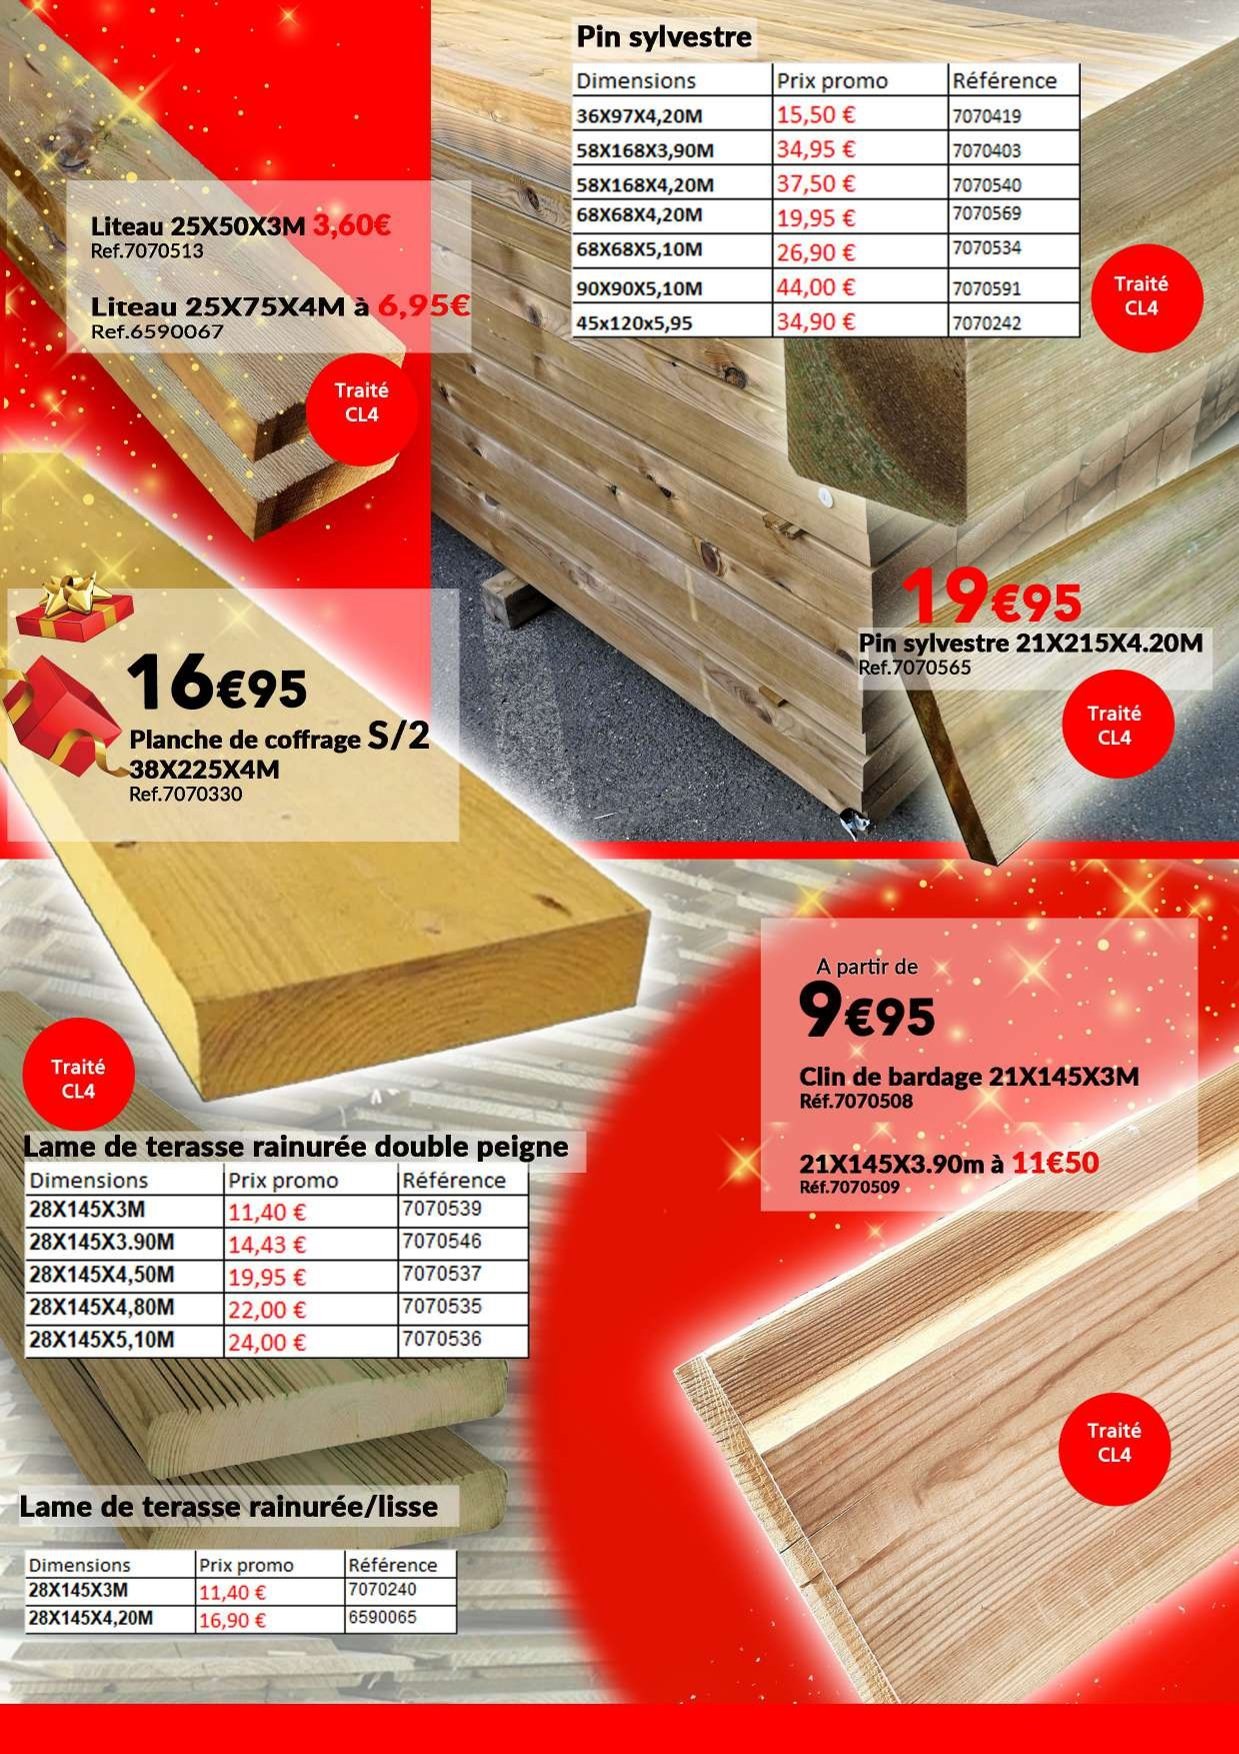 Liteau 25X50X3M 3,60€
Ref.7070513
Liteau 25X75X4M à 6,95€
Ref.6590067
Traité
CL4
Pin sylvestre
Dimensions Prix promo Référence
36X97X4,20M 15,50 € 7070419
58X168X3,90M 34,95 € 7070403
58X168X4,20M 37,50 € 7070540
68X68X4,20M 19,95 € 7070569
68X68X5,10M 26,90 € 7070534
90X90X5,10M 44,00 € 7070591
45x120x5,95 34,90 € 7070242
Traité
CL4
19€95
Pin sylvestre 21X215X4.20M
Ref.7070565
Traité
CL4
16€95
Planche de coffrage S/2
38X225X4M
Ref.7070330
A partir de
9€95
Clin de bardage 21X145X3M
Réf.7070508
21X145X3.90m à 11€50
Réf.7070509
Traité
CL4
Traité
CL4
Lame de terasse rainurée double peigne
Dimensions Prix promo Référence
28X145X3M 11,40 € 7070539
28X145X3.90M 14,43 € 7070546
28X145X4,50M 19,95 € 7070537
28X145X4,80M 22,00 € 7070535
28X145X5,10M 24,00 € 7070536
Lame de terasse rainurée/lisse
Dimensions Prix promo Référence
28X145X3M 11,40 € 7070240
28X145X4,20M 16,90 € 6590065